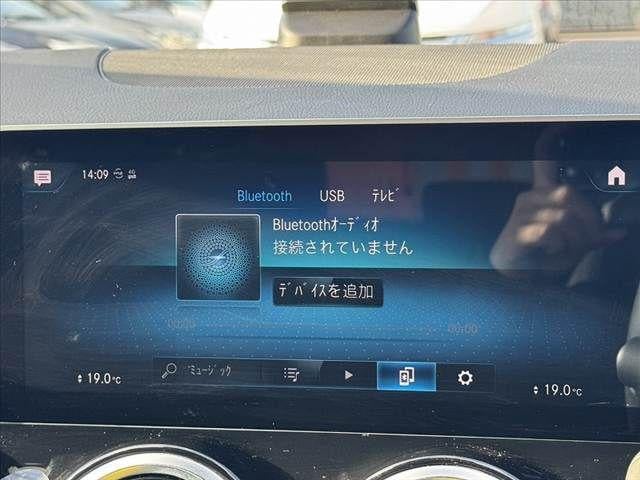 14:09
Bluetooth USB ﾃﾚﾋﾞ
Bluetoothｵｰﾃﾞｨｵ
接続されていません
ﾃﾞﾊﾞｲｽを追加
00:00 00:00
ﾐｭｰｼﾞｯｸ
19.0°C 19.0°C